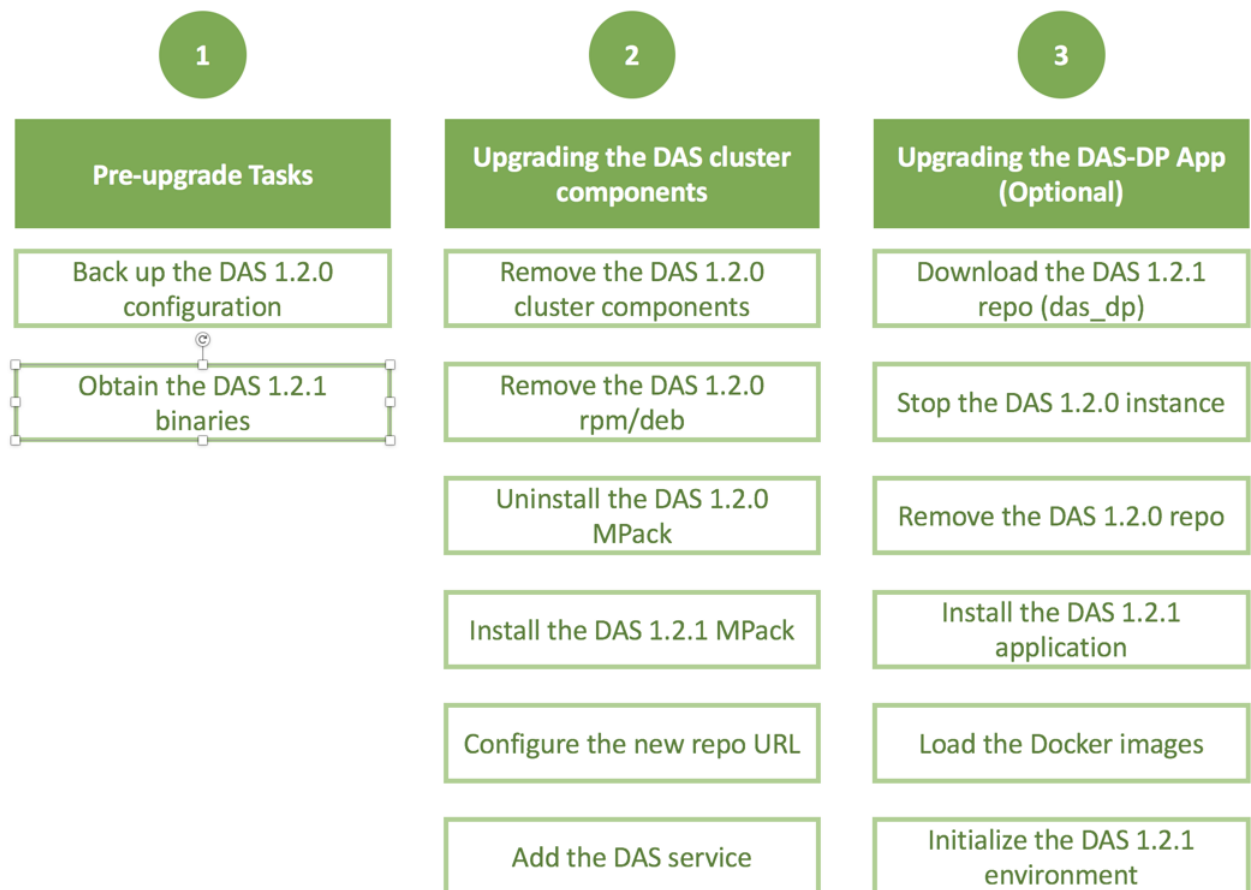 1
Pre-upgrade Tasks
Back up the DAS 1.2.0
configuration
Obtain the DAS 1.2.1
binaries
2
Upgrading the DAS cluster
components
Remove the DAS 1.2.0
cluster components
Remove the DAS 1.2.0
rpm/deb
Uninstall the DAS 1.2.0
MPack
Install the DAS 1.2.1 MPack
Configure the new repo URL
Add the DAS service
3
Upgrading the DAS-DP App
(Optional)
Download the DAS 1.2.1
repo (das_dp)
Stop the DAS 1.2.0 instance
Remove the DAS 1.2.0 repo
Install the DAS 1.2.1
application
Load the Docker images
Initialize the DAS 1.2.1
environment